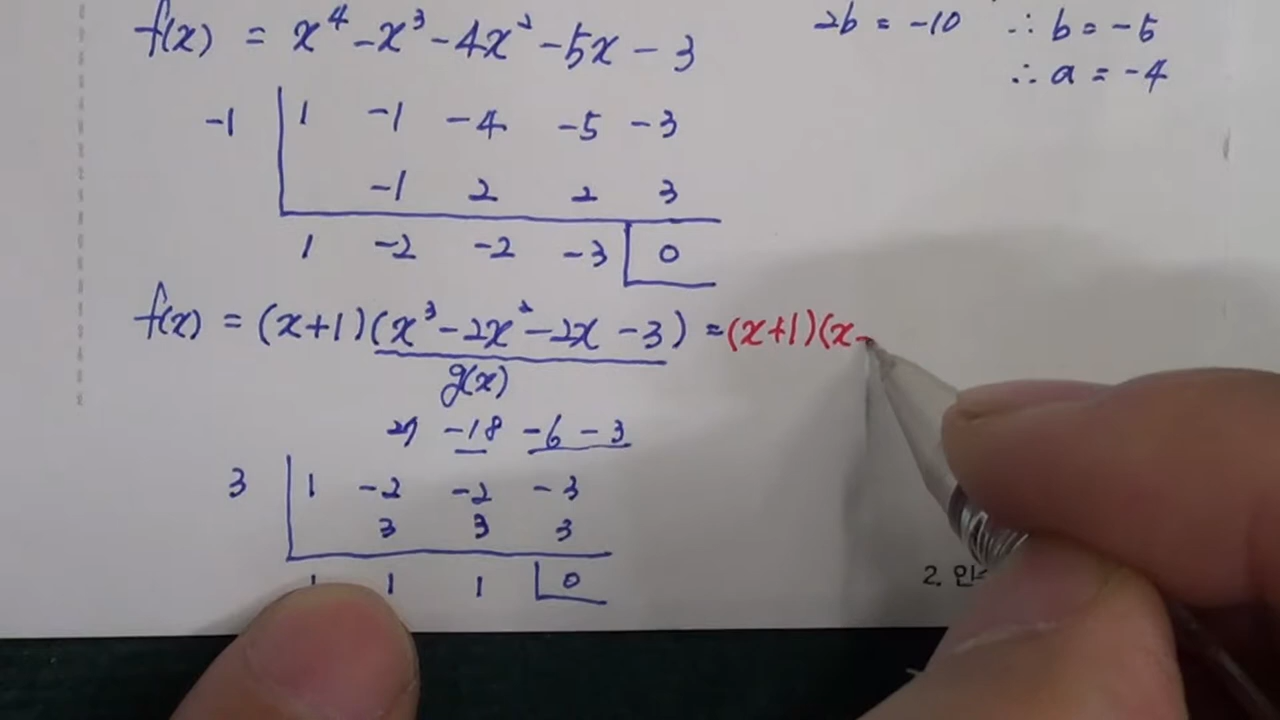 f(x) = x⁴ - x³ - 4x² - 5x - 3
2b = -10 ∴ b = -5
∴ a = -4
-1 | 1 -1 -4 -5 -3
-1 2 2 3
1 -2 -2 -3 | 0
f(x) = (x+1)(x³ - 2x² - 2x - 3) = (x+1)(x-
g(x)
27 -18 -6 -3
3 | 1 -2 -2 -3
3 3 3
1 1 1 | 0
2.